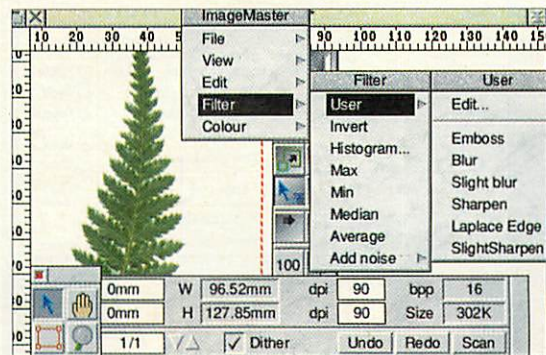 ImageMaster
10 20 30 40 5
90 100 110 120 130 140 15
File
View
Edit
Filter
Colour
Filter
User
Invert
Histogram...
Max
Min
Median
Average
Add noise
User
Edit...
Emboss
Blur
Slight blur
Sharpen
Laplace Edge
SlightSharpen
100
0mm W 96.52mm dpi 90 bpp 16
0mm H 127.85mm dpi 90 Size 302K
1/1 Dither Undo Redo Scan